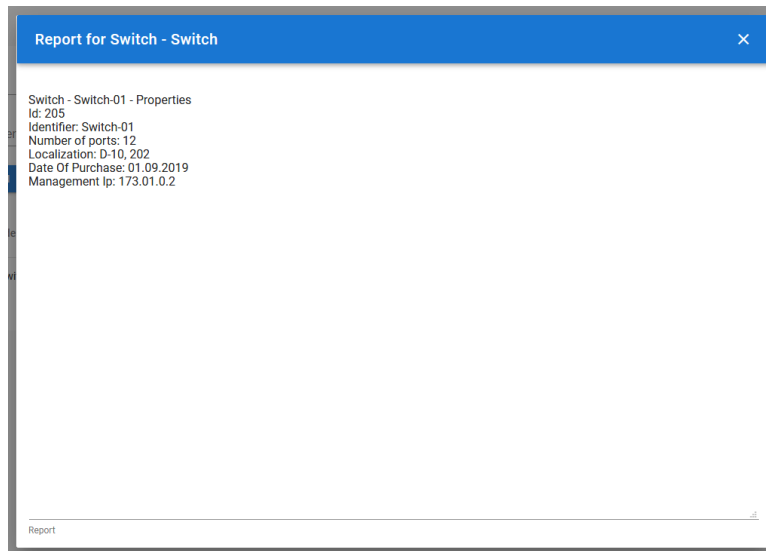 Report for Switch - Switch
Switch - Switch-01 - Properties
Id: 205
Identifier: Switch-01
Number of ports: 12
Localization: D-10, 202
Date Of Purchase: 01.09.2019
Management Ip: 173.01.0.2
Report